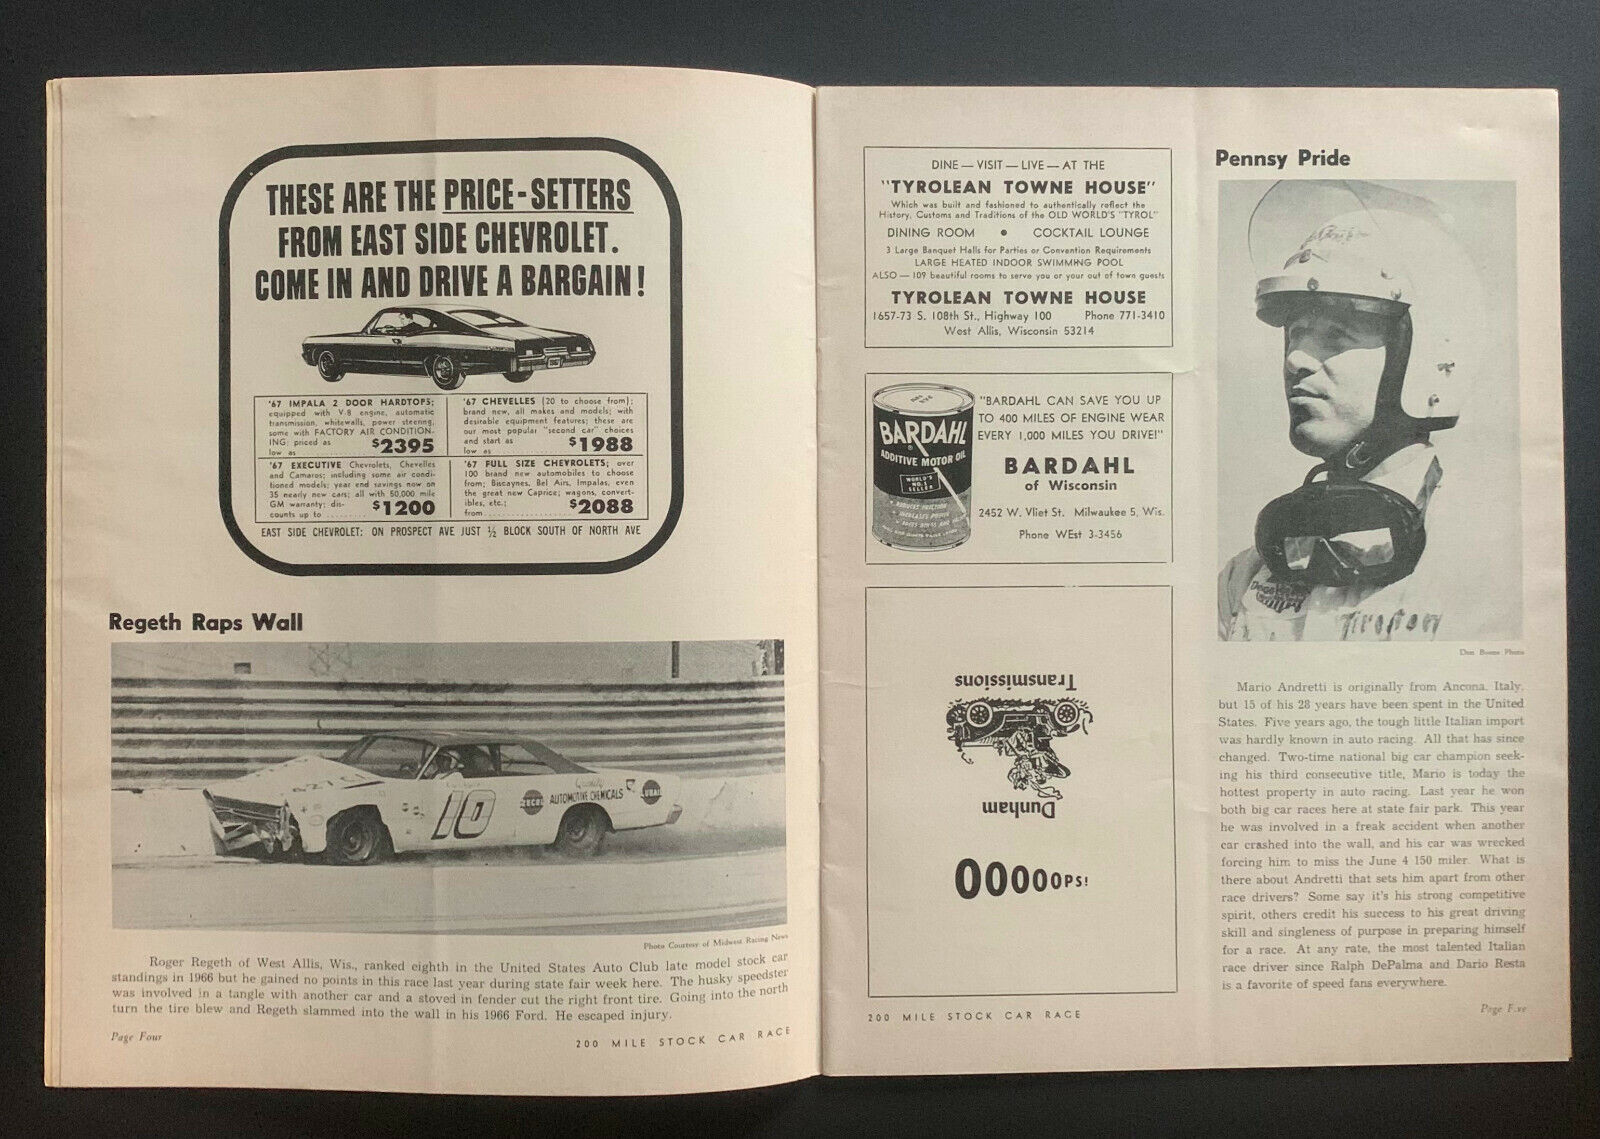 THESE ARE THE PRICE-SETTERS
FROM EAST SIDE CHEVROLET.
COME IN AND DRIVE A BARGAIN!
'67 IMPALA 2 DOOR HARDTOPS;
equipped with V-8 engine, automatic
transmission, whitewalls, power steering,
some with FACTORY AIR CONDITION-
ING; priced as
low as $2395
'67 CHEVELLES (20 to choose from);
brand new, all makes and models; with
desirable equipment features; these are
our most popular "second car" choices
and start as
low as $1988
'67 EXECUTIVE Chevrolets, Chevelles
and Camaros; including some air condi-
tioned models; year end savings now on
35 nearly new cars; all with 50,000 mile
GM warranty; dis-
counts up to ........ $1200
'67 FULL SIZE CHEVROLETS; over
100 brand new automobiles to choose
from; Biscaynes, Bel Airs, Impalas, even
the great new Caprice; wagons, convert-
ibles, etc.;
from ........ $2088
EAST SIDE CHEVROLET: ON PROSPECT AVE JUST ½ BLOCK SOUTH OF NORTH AVE
Regeth Raps Wall
10
AUTOMOTIVE CHEMICALS
Photo Courtesy of Midwest Racing News
Roger Regeth of West Allis, Wis., ranked eighth in the United States Auto Club late model stock car
standings in 1966 but he gained no points in this race last year during state fair week here. The husky speedster
was involved in a tangle with another car and a stoved in fender cut the right front tire. Going into the north
turn the tire blew and Regeth slammed into the wall in his 1966 Ford. He escaped injury.
Page Four
200 MILE STOCK CAR RACE
DINE — VISIT — LIVE — AT THE
"TYROLEAN TOWNE HOUSE"
Which was built and fashioned to authentically reflect the
History, Customs and Traditions of the OLD WORLD'S "TYROL"
DINING ROOM • COCKTAIL LOUNGE
3 Large Banquet Halls for Parties or Convention Requirements
LARGE HEATED INDOOR SWIMMING POOL
ALSO — 109 beautiful rooms to serve you or your out of town guests
TYROLEAN TOWNE HOUSE
1657-73 S. 108th St., Highway 100 Phone 771-3410
West Allis, Wisconsin 53214
BARDAHL
ADDITIVE MOTOR OIL
WORLD'S
NO. 1
SELLER
REDUCES FRICTION
INCREASES POWER
"BARDAHL CAN SAVE YOU UP
TO 400 MILES OF ENGINE WEAR
EVERY 1,000 MILES YOU DRIVE!"
BARDAHL
of Wisconsin
2452 W. Vliet St. Milwaukee 5, Wis.
Phone WEst 3-3456
Transmissions
Dunham
OOOOOPS!
200 MILE STOCK CAR RACE
Pennsy Pride
Firestone
Don Boone Photo
Mario Andretti is originally from Ancona, Italy,
but 15 of his 28 years have been spent in the United
States. Five years ago, the tough little Italian import
was hardly known in auto racing. All that has since
changed. Two-time national big car champion seek-
ing his third consecutive title, Mario is today the
hottest property in auto racing. Last year he won
both big car races here at state fair park. This year
he was involved in a freak accident when another
car crashed into the wall, and his car was wrecked
forcing him to miss the June 4 150 miler. What is
there about Andretti that sets him apart from other
race drivers? Some say it's his strong competitive
spirit, others credit his success to his great driving
skill and singleness of purpose in preparing himself
for a race. At any rate, the most talented Italian
race driver since Ralph DePalma and Dario Resta
is a favorite of speed fans everywhere.
Page Five